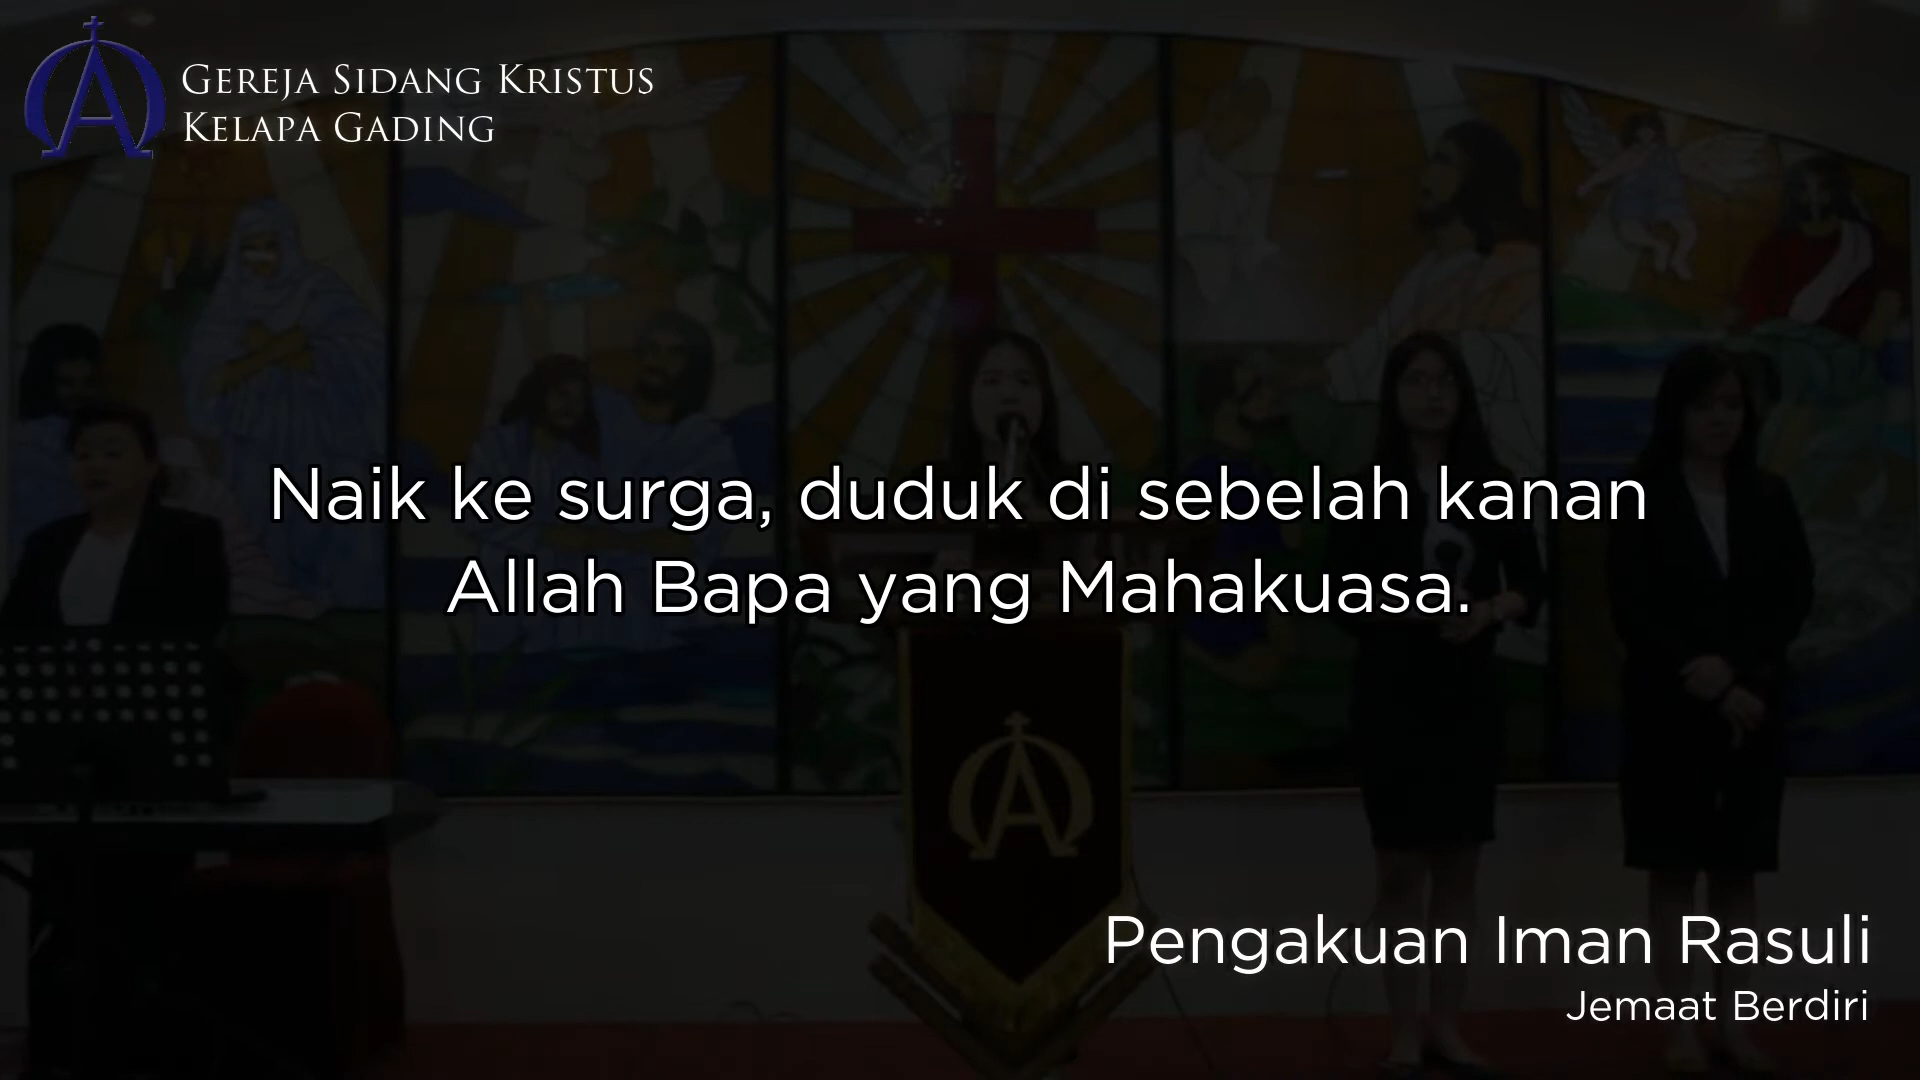 GEREJA SIDANG KRISTUS
KELAPA GADING
Naik ke surga, duduk di sebelah kanan
Allah Bapa yang Mahakuasa.
Pengakuan Iman Rasuli
Jemaat Berdiri